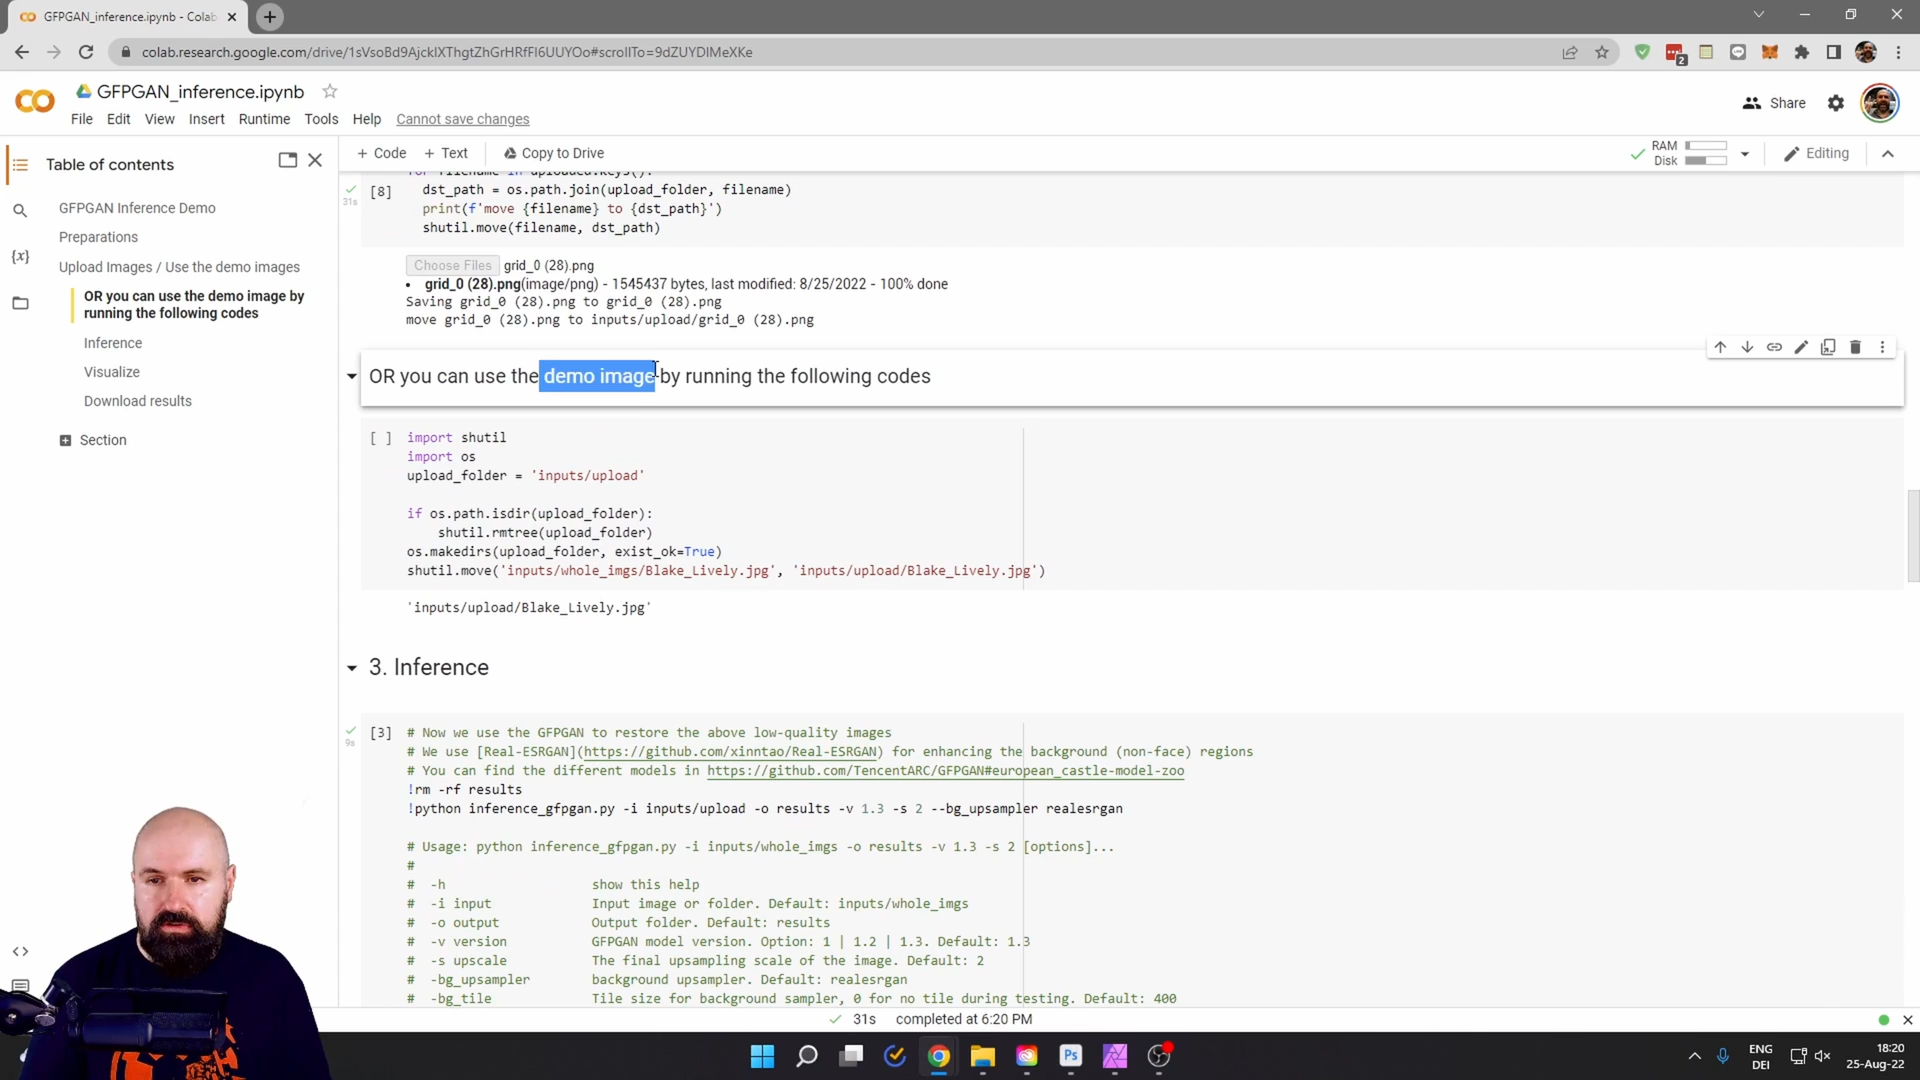 GFPGAN_inference.ipynb - Colab
colab.research.google.com/drive/1sVsoBd9AjckIXThgtZhGrHRfFI6UUYOo#scrollTo=9dZUYDIMeXKe
2
GFPGAN_inference.ipynb
Share
File Edit View Insert Runtime Tools Help Cannot save changes
Table of contents
+ Code + Text Copy to Drive
RAM
Disk
Editing
GFPGAN Inference Demo
Preparations
Upload Images / Use the demo images
OR you can use the demo image by
running the following codes
Inference
Visualize
Download results
Section
for filename in uploaded.keys():
31s
[8]
dst_path = os.path.join(upload_folder, filename)
print(f'move {filename} to {dst_path}')
shutil.move(filename, dst_path)
Choose Files grid_0 (28).png
• grid_0 (28).png(image/png) - 1545437 bytes, last modified: 8/25/2022 - 100% done
Saving grid_0 (28).png to grid_0 (28).png
move grid_0 (28).png to inputs/upload/grid_0 (28).png
OR you can use the demo image by running the following codes
[ ] import shutil
import os
upload_folder = 'inputs/upload'
if os.path.isdir(upload_folder):
shutil.rmtree(upload_folder)
os.makedirs(upload_folder, exist_ok=True)
shutil.move('inputs/whole_imgs/Blake_Lively.jpg', 'inputs/upload/Blake_Lively.jpg')
'inputs/upload/Blake_Lively.jpg'
3. Inference
9s
[3] # Now we use the GFPGAN to restore the above low-quality images
# We use [Real-ESRGAN](https://github.com/xinntao/Real-ESRGAN) for enhancing the background (non-face) regions
# You can find the different models in https://github.com/TencentARC/GFPGAN#european_castle-model-zoo
!rm -rf results
!python inference_gfpgan.py -i inputs/upload -o results -v 1.3 -s 2 --bg_upsampler realesrgan
# Usage: python inference_gfpgan.py -i inputs/whole_imgs -o results -v 1.3 -s 2 [options]...
#
# -h show this help
# -i input Input image or folder. Default: inputs/whole_imgs
# -o output Output folder. Default: results
# -v version GFPGAN model version. Option: 1 | 1.2 | 1.3. Default: 1.3
# -s upscale The final upsampling scale of the image. Default: 2
# -bg_upsampler background upsampler. Default: realesrgan
# -bg_tile Tile size for background sampler, 0 for no tile during testing. Default: 400
31s completed at 6:20 PM
Ps
ENG
DEI
18:20
25-Aug-22